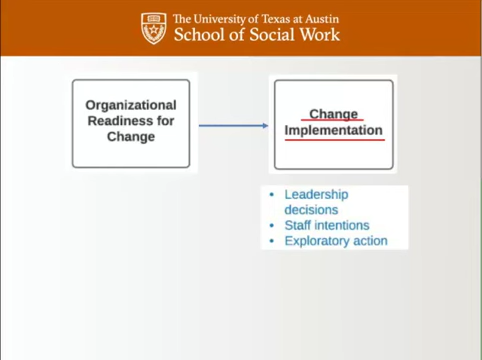 The University of Texas at Austin
School of Social Work
Organizational
Readiness for
Change
Change
Implementation
• Leadership
decisions
• Staff intentions
• Exploratory action